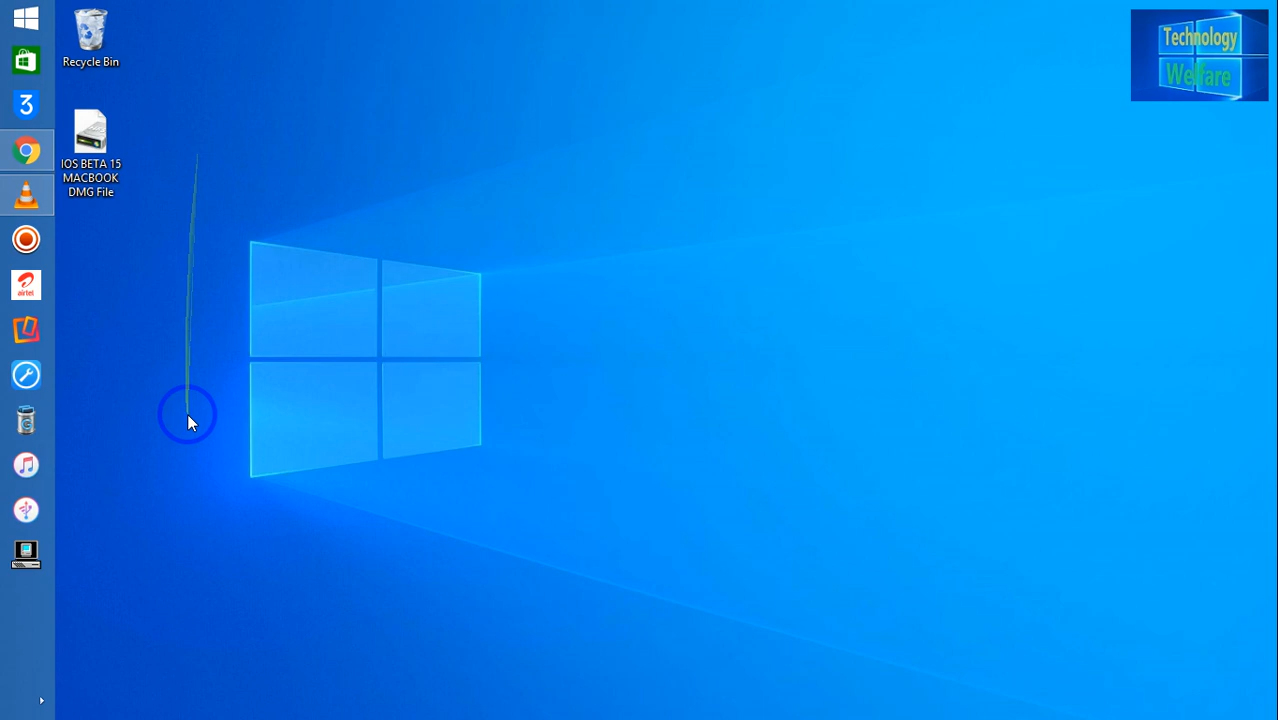 Recycle Bin
IOS BETA 15
MACBOOK
DMG File
Technology
Welfare
3
airtel